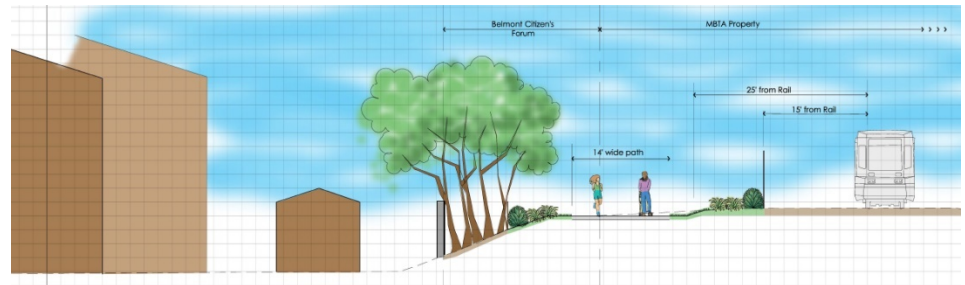 Belmont Citizen's
Forum
MBTA Property
25' from Rail
15' from Rail
14' wide path